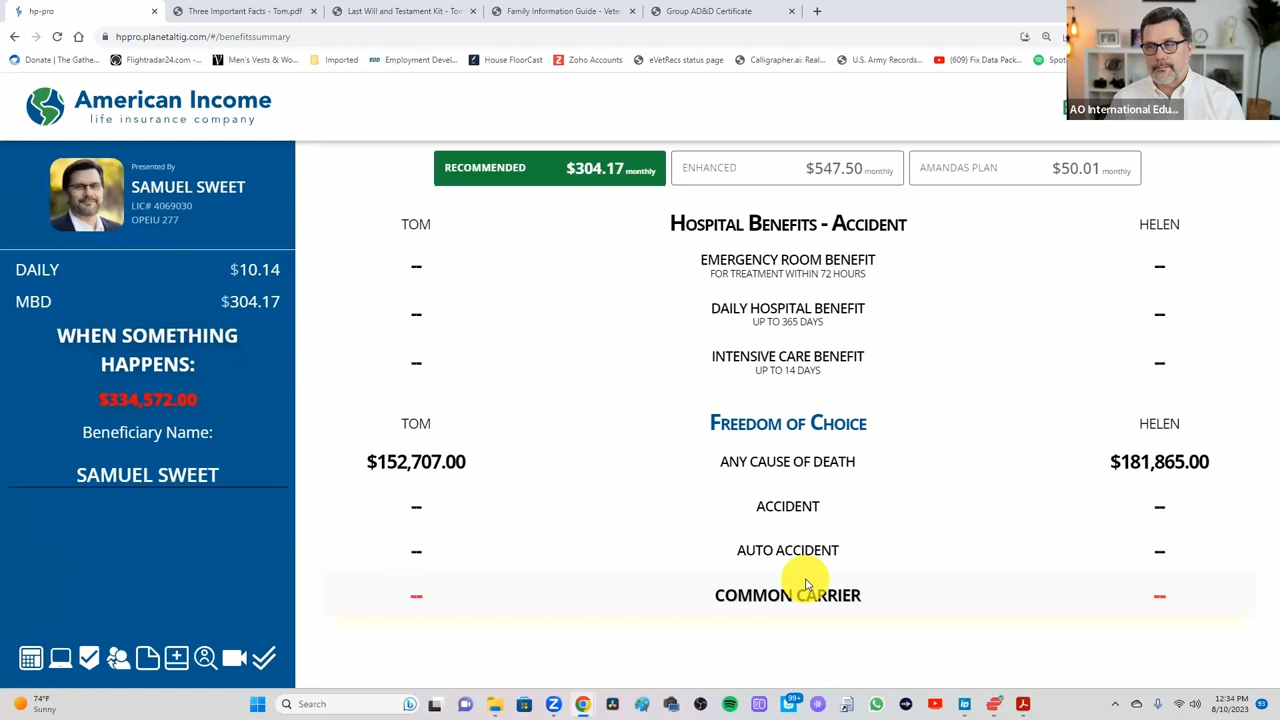 hp-pro
Three Important Facts - Tom.pdf
Last Will and Testament Kit - Tom
Family Information Guide - Vete
Group AD&D Certificate
hppro.planetaltig.com/#/benefitssummary
Donate | The Gathe...
Flightradar24.com -...
Men's Vests & Wo...
Imported
EDD Employment Devel...
House FloorCast
Zoho Accounts
eVetRecs status page
Calligrapher.ai: Real...
U.S. Army Records...
(609) Fix Data Pack...
Spot
American Income
life insurance company
AO International Edu...
Presented By
SAMUEL SWEET
LIC# 4069030
OPEIU 277
DAILY $10.14
MBD $304.17
WHEN SOMETHING
HAPPENS:
$334,572.00
Beneficiary Name:
SAMUEL SWEET
RECOMMENDED $304.17 monthly
ENHANCED $547.50 monthly
AMANDAS PLAN $50.01 monthly
TOM HOSPITAL BENEFITS - ACCIDENT HELEN
-- EMERGENCY ROOM BENEFIT --
FOR TREATMENT WITHIN 72 HOURS
-- DAILY HOSPITAL BENEFIT --
UP TO 365 DAYS
-- INTENSIVE CARE BENEFIT --
UP TO 14 DAYS
TOM FREEDOM OF CHOICE HELEN
$152,707.00 ANY CAUSE OF DEATH $181,865.00
-- ACCIDENT --
-- AUTO ACCIDENT --
-- COMMON CARRIER --
74°F
Sunny
Search
99+
12:34 PM
8/10/2023
93